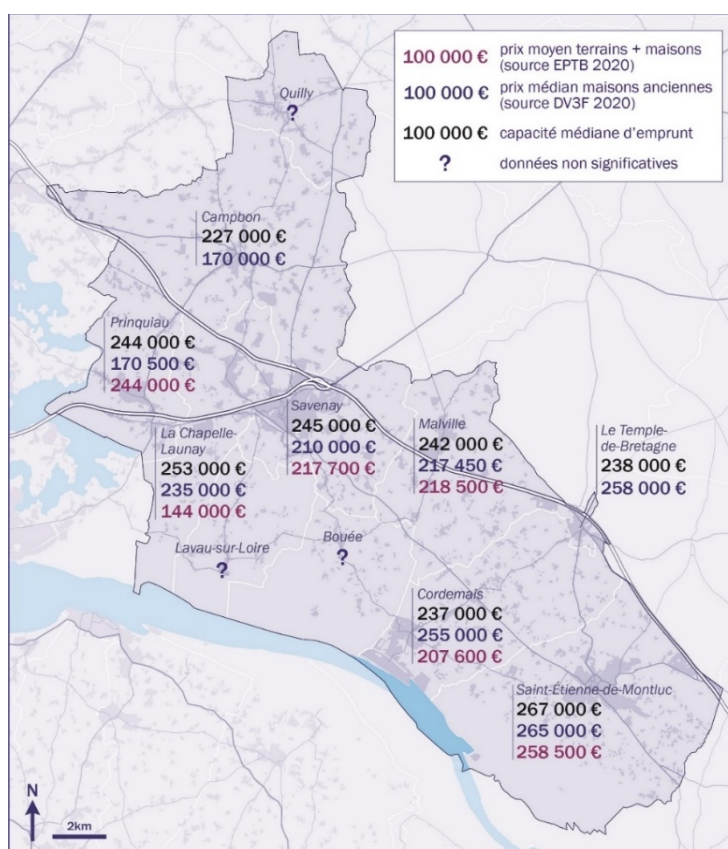 100 000 € prix moyen terrains + maisons
(source EPTB 2020)
100 000 € prix médian maisons anciennes
(source DV3F 2020)
100 000 € capacité médiane d'emprunt
? données non significatives
Quilly
?
Campbon
227 000 €
170 000 €
Prinquiau
244 000 €
170 500 €
244 000 €
Savenay
245 000 €
210 000 €
217 700 €
Malville
242 000 €
217 450 €
218 500 €
Le Temple-
de-Bretagne
238 000 €
258 000 €
La Chapelle-
Launay
253 000 €
235 000 €
144 000 €
Lavau-sur-Loire
?
Bouée
?
Cordemais
237 000 €
255 000 €
207 600 €
Saint-Étienne-de-Montluc
267 000 €
265 000 €
258 500 €
N
2km